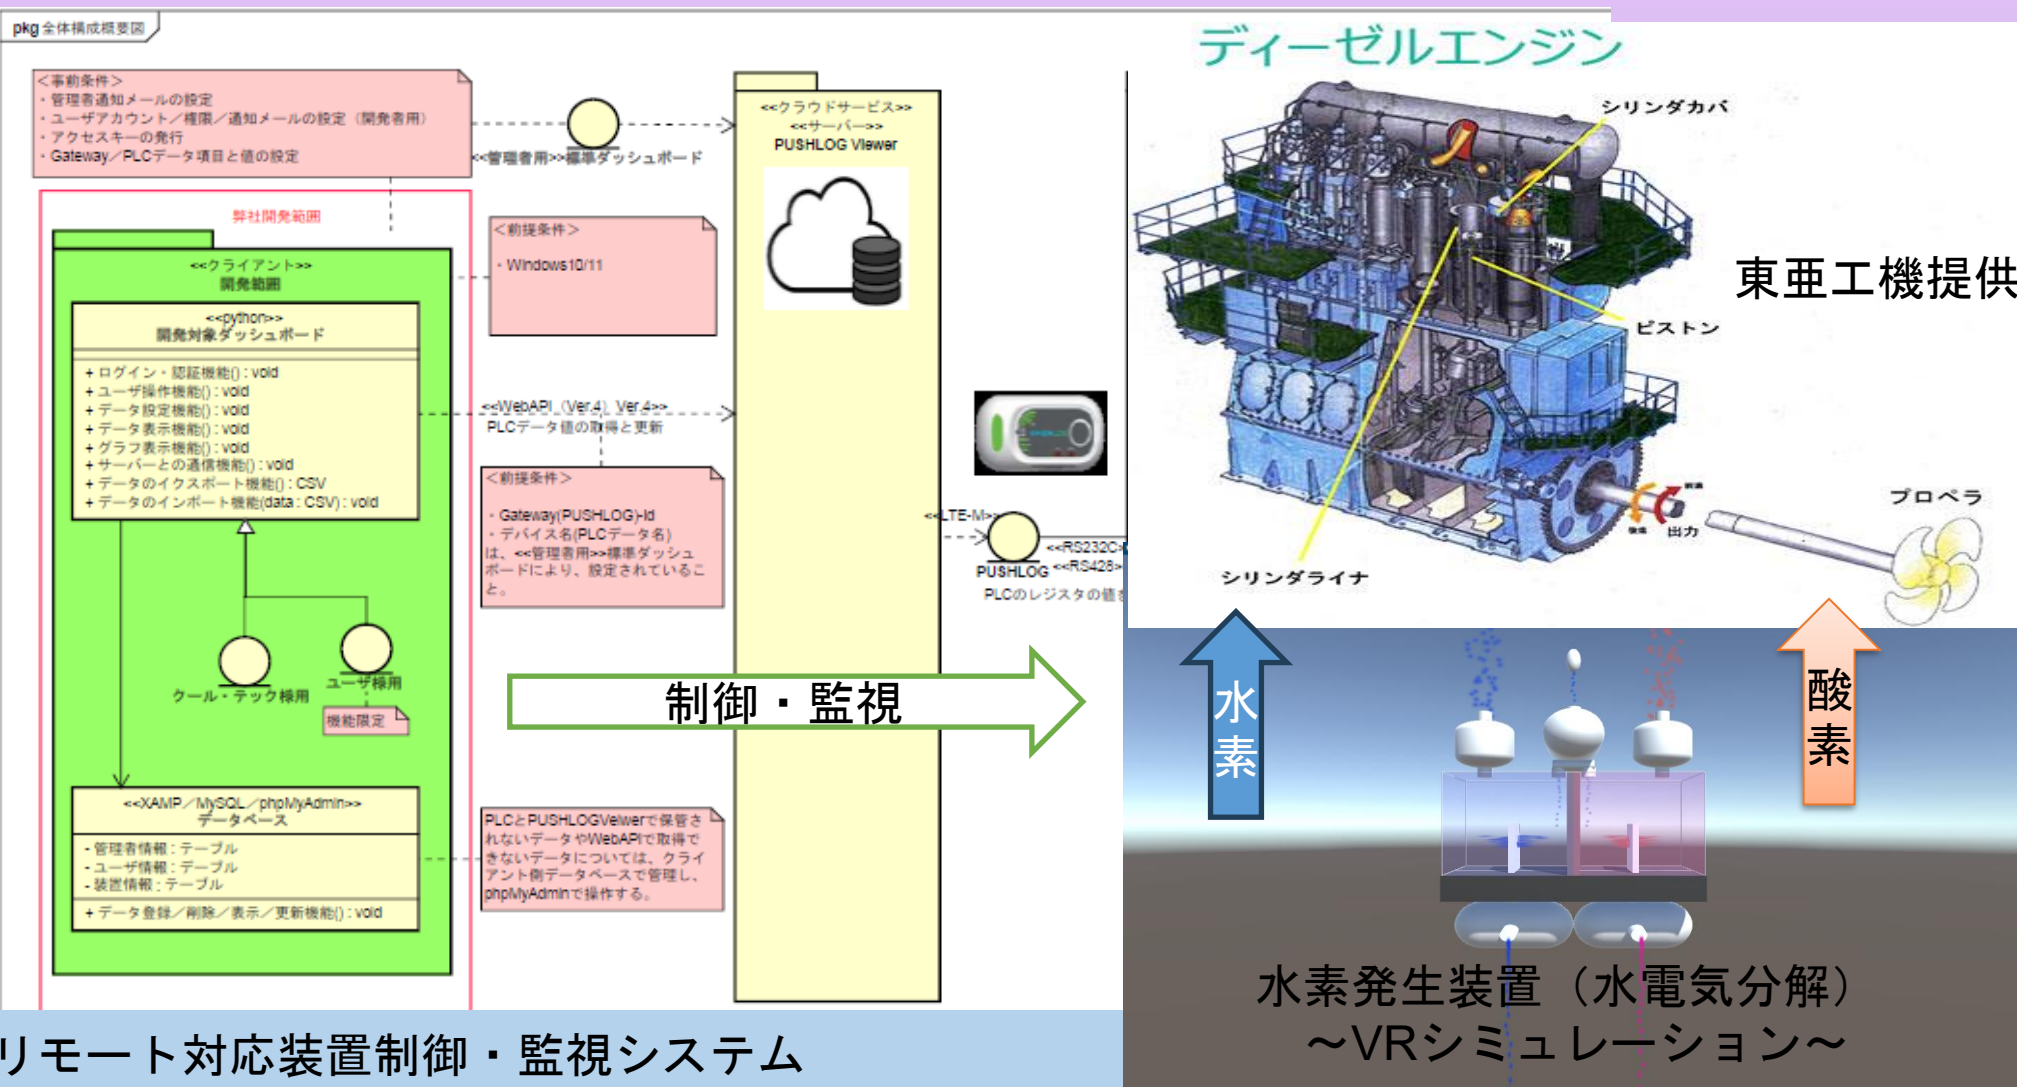 pkg 全体構成概要図
＜事前条件＞
・管理者通知メールの設定
・ユーザアカウント／権限／通知メールの設定（開発者用）
・アクセスキーの発行
・Gateway／PLCデータ項目と値の設定
<<管理者用>>標準ダッシュボード
弊社開発範囲
<<クライアント>>
開発範囲
<<python>>
開発対象ダッシュボード
+ ログイン・認証機能() : void
+ ユーザ操作機能() : void
+ データ設定機能() : void
+ データ表示機能() : void
+ グラフ表示機能() : void
+ サーバーとの通信機能() : void
+ データのイクスポート機能() : CSV
+ データのインポート機能(data : CSV) : void
クール・テック様用
ユーザ様用
機能限定
<<XAMP／MySQL／phpMyAdmin>>
データベース
- 管理者情報 : テーブル
- ユーザ情報 : テーブル
- 装置情報 : テーブル
+ データ登録／削除／表示／更新機能() : void
＜前提条件＞
・Windows10/11
<<WebAPI（Ver.4）Ver.4>>
PLCデータ値の取得と更新
＜前提条件＞
・Gateway(PUSHLOG)-Id
・デバイス名(PLCデータ名)
は、<<管理者用>>標準ダッシュ
ボードにより、設定されているこ
と。
PLCとPUSHLOGVeiwerで保管さ
れないデータやWebAPIで取得で
きないデータについては、クライ
アント側データベースで管理し、
phpMyAdminで操作する。
<<クラウドサービス>>
<<サーバー>>
PUSHLOG Viewer
<<LTE-M>>
PUSHLOG
<<RS232C>
<<RS428>
PLCのレジスタの値を
制御・監視
リモート対応装置制御・監視システム
ディーゼルエンジン
シリンダカバ
東亜工機提供
ピストン
プロペラ
出力
シリンダライナ
水素
酸素
水素発生装置（水電気分解）
～VRシミュレーション～